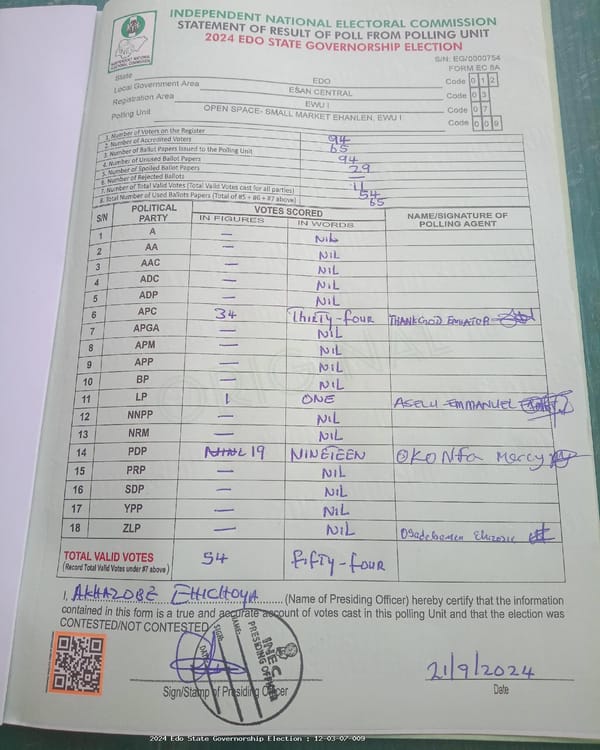 INDEPENDENT NATIONAL ELECTORAL COMMISSION
STATEMENT OF RESULT OF POLL FROM POLLING UNIT
2024 EDO STATE GOVERNORSHIP ELECTION
S/N: EG/0000754
FORM EC 8A
State EDO Code 0 1 2
Local Government Area ESAN CENTRAL Code 0 3
Registration Area EWU I Code 0 7
Polling Unit OPEN SPACE- SMALL MARKET EHANLEN, EWU I Code 0 0 9
1. Number of Voters on the Register 94
2. Number of Accredited Voters 65
3. Number of Ballot Papers Issued to the Polling Unit 94
4. Number of Unused Ballot Papers 29
5. Number of Spoiled Ballot Papers —
6. Number of Rejected Ballots 11
7. Number of Total Valid Votes (Total Valid Votes cast for all parties) 54
8. Total Number of Used Ballots Papers (Total of #5 + #6 + #7 above) 65
S/N POLITICAL PARTY VOTES SCORED NAME/SIGNATURE OF POLLING AGENT
IN FIGURES IN WORDS
1 A — NIL
2 AA — NIL
3 AAC — NIL
4 ADC — NIL
5 ADP — NIL
6 APC 34 THIRTY-FOUR THANKGOD
7 APGA — NIL
8 APM — NIL
9 APP — NIL
10 BP — NIL
11 LP 1 ONE ASELU EMMANUEL
12 NNPP — NIL
13 NRM — NIL
14 PDP 19 NINETEEN OKONFA Mercy
15 PRP — NIL
16 SDP — NIL
17 YPP — NIL
18 ZLP — NIL
TOTAL VALID VOTES 54 FIFTY-FOUR
(Record Total Valid Votes under #7 above)
I, AKHAZOBE EHICHOYA (Name of Presiding Officer) hereby certify that the information
contained in this form is a true and accurate account of votes cast in this polling Unit and that the election was
CONTESTED/NOT CONTESTED
INEC
PRESIDING OFFICER
NAME:
SIGN:
DATE:
21/9/2024
Sign/Stamp of Presiding Officer Date
ORIGINAL
2024 Edo State Governorship Election : 12-03-07-009